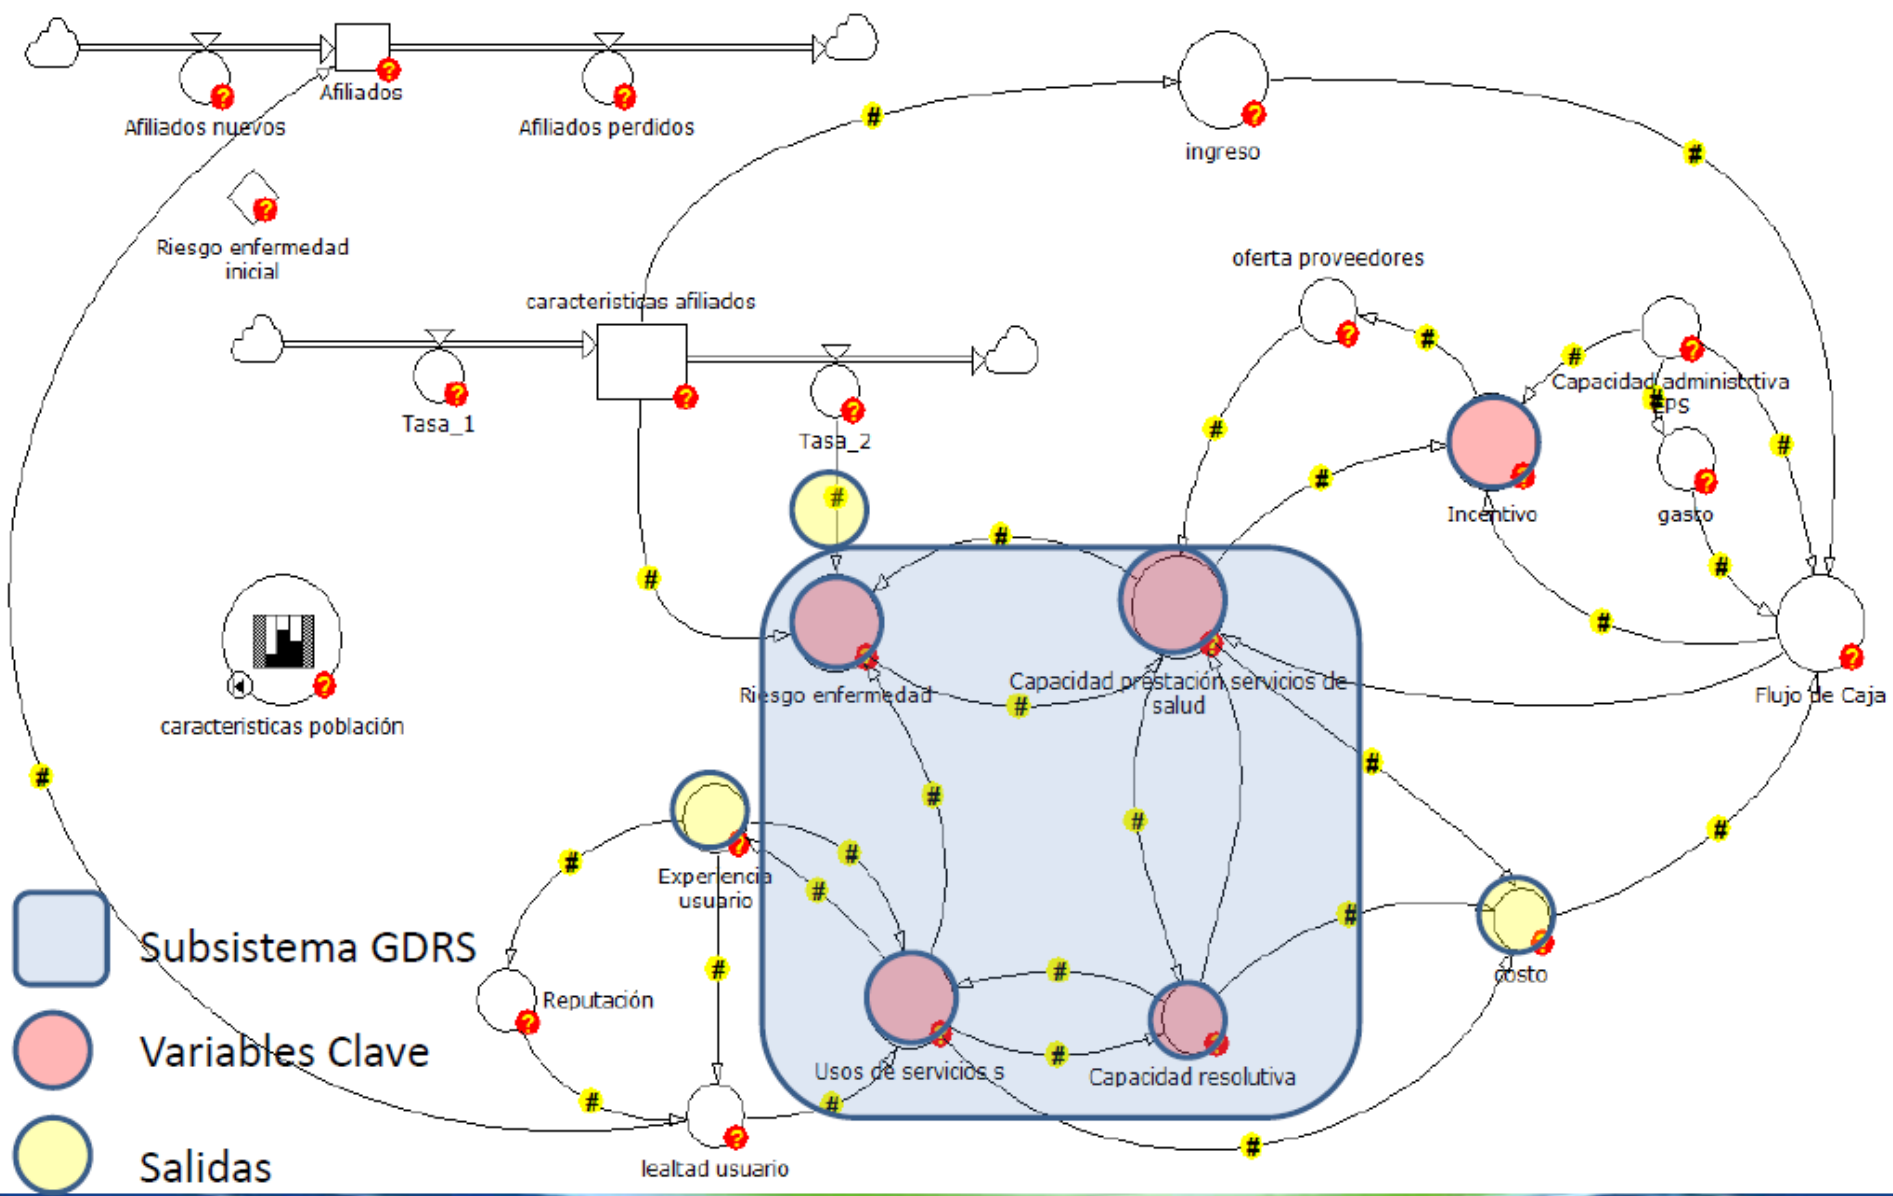 Afiliados
Afiliados nuevos
Afiliados perdidos
ingreso
Riesgo enfermedad
inicial
oferta proveedores
caracteristicas afiliados
Capacidad administrtiva
EPS
Tasa_1
Tasa_2
Incentivo
gasto
Riesgo enfermedad
Capacidad prestación servicios de
salud
Flujo de Caja
caracteristicas población
Experiencia
usuario
Subsistema GDRS
costo
Reputación
Variables Clave
Usos de servicios s
Capacidad resolutiva
Salidas
lealtad usuario